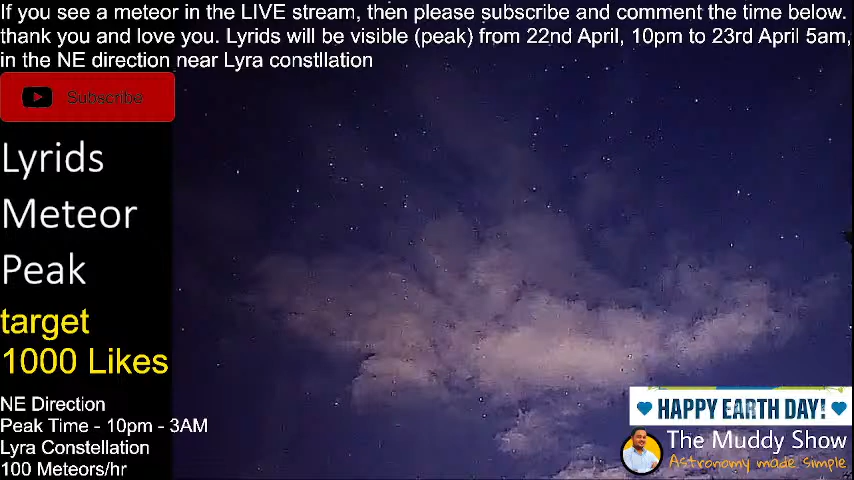 If you see a meteor in the LIVE stream, then please subscribe and comment the time below.
thank you and love you. Lyrids will be visible (peak) from 22nd April, 10pm to 23rd April 5am,
in the NE direction near Lyra constllation
Subscribe
Lyrids
Meteor
Peak
target
1000 Likes
NE Direction
Peak Time - 10pm - 3AM
Lyra Constellation
100 Meteors/hr
HAPPY EARTH DAY!
The Muddy Show
Astronomy made Simple